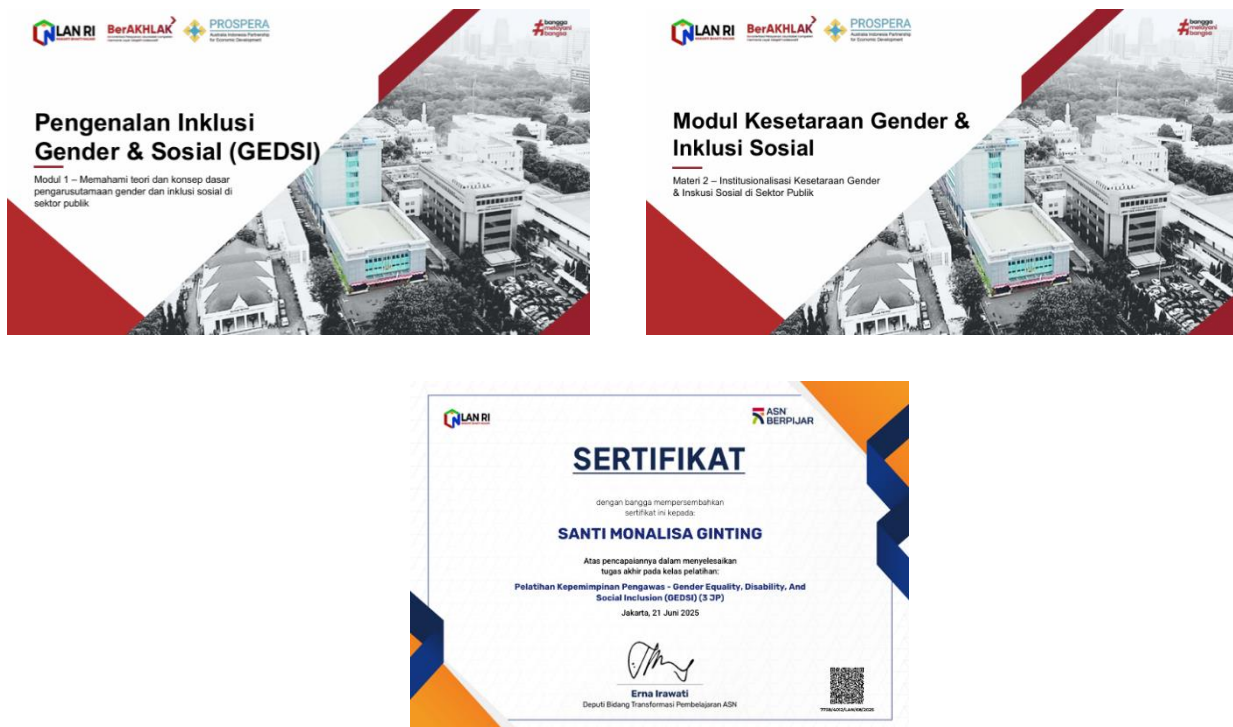 LAN RI
BerAKHLAK
PROSPERA
Australia Indonesia Partnership
for Economic Development
#bangga
melayani
bangsa
Pengenalan Inklusi
Gender & Sosial (GEDSI)
Modul 1 – Memahami teori dan konsep dasar
pengarusutamaan gender dan inklusi sosial di
sektor publik
LAN RI
BerAKHLAK
PROSPERA
Australia Indonesia Partnership
for Economic Development
#bangga
melayani
bangsa
Modul Kesetaraan Gender &
Inklusi Sosial
Materi 2 – Institusionalisasi Kesetaraan Gender
& Inskusi Sosial di Sektor Publik
LAN RI
ASN
BERPIJAR
SERTIFIKAT
dengan bangga mempersembahkan
sertifikat ini kepada:
SANTI MONALISA GINTING
Atas pencapaiannya dalam menyelesaikan
tugas akhir pada kelas pelatihan:
Pelatihan Kepemimpinan Pengawas - Gender Equality, Disability, And
Social Inclusion (GEDSI) (3 JP)
Jakarta, 21 Juni 2025
Erna Irawati
Deputi Bidang Transformasi Pembelajaran ASN